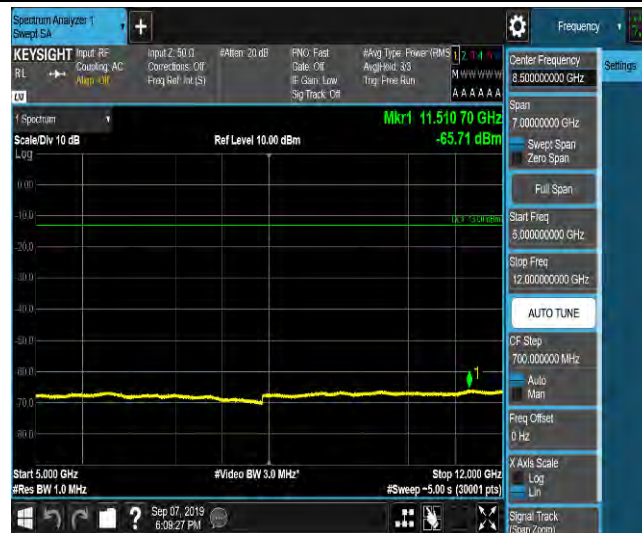 Spectrum Analyzer 1
Swept SA
+
Frequency
KEYSIGHT
RL
Input: RF
Coupling: AC
Align: Off
Input Z: 50 Ω
Corrections: Off
Freq Ref: Int (S)
#Atten: 20 dB
PNO: Fast
Gate: Off
IF Gain: Low
Sig Track: Off
#Avg Type: Power (RMS
Avg|Hold: 3/3
Trig: Free Run
M W W W W W
A A A A A A
1 Spectrum
Scale/Div 10 dB
Log
Ref Level 10.00 dBm
Mkr1 11.510 70 GHz
-65.71 dBm
0.00
-10.0
-20.0
-30.0
-40.0
-50.0
-60.0
-70.0
-80.0
1
Start 5.000 GHz
#Res BW 1.0 MHz
#Video BW 3.0 MHz*
Stop 12.000 GHz
#Sweep ~5.00 s (30001 pts)
?
Sep 07, 2019
6:09:27 PM
Center Frequency
8.500000000 GHz
Settings
Span
7.00000000 GHz
Swept Span
Zero Span
Full Span
Start Freq
5.000000000 GHz
Stop Freq
12.000000000 GHz
AUTO TUNE
CF Step
700.000000 MHz
Auto
Man
Freq Offset
0 Hz
X Axis Scale
Log
Lin
Signal Track
(Span Zoom)